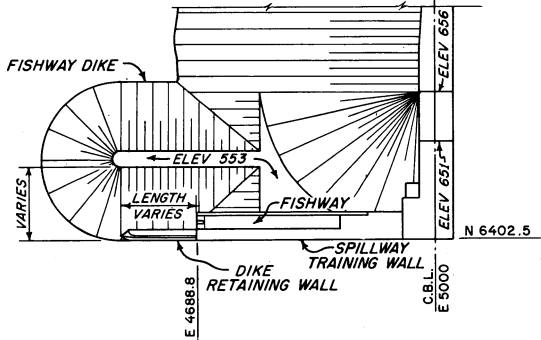 ELEV 656
FISHWAY DIKE
ELEV 553
ELEV 651
VARIES
LENGTH
VARIES
FISHWAY
N 6402.5
SPILLWAY
TRAINING WALL
DIKE
RETAINING WALL
E 4688.8
C.B.L.
E 5000